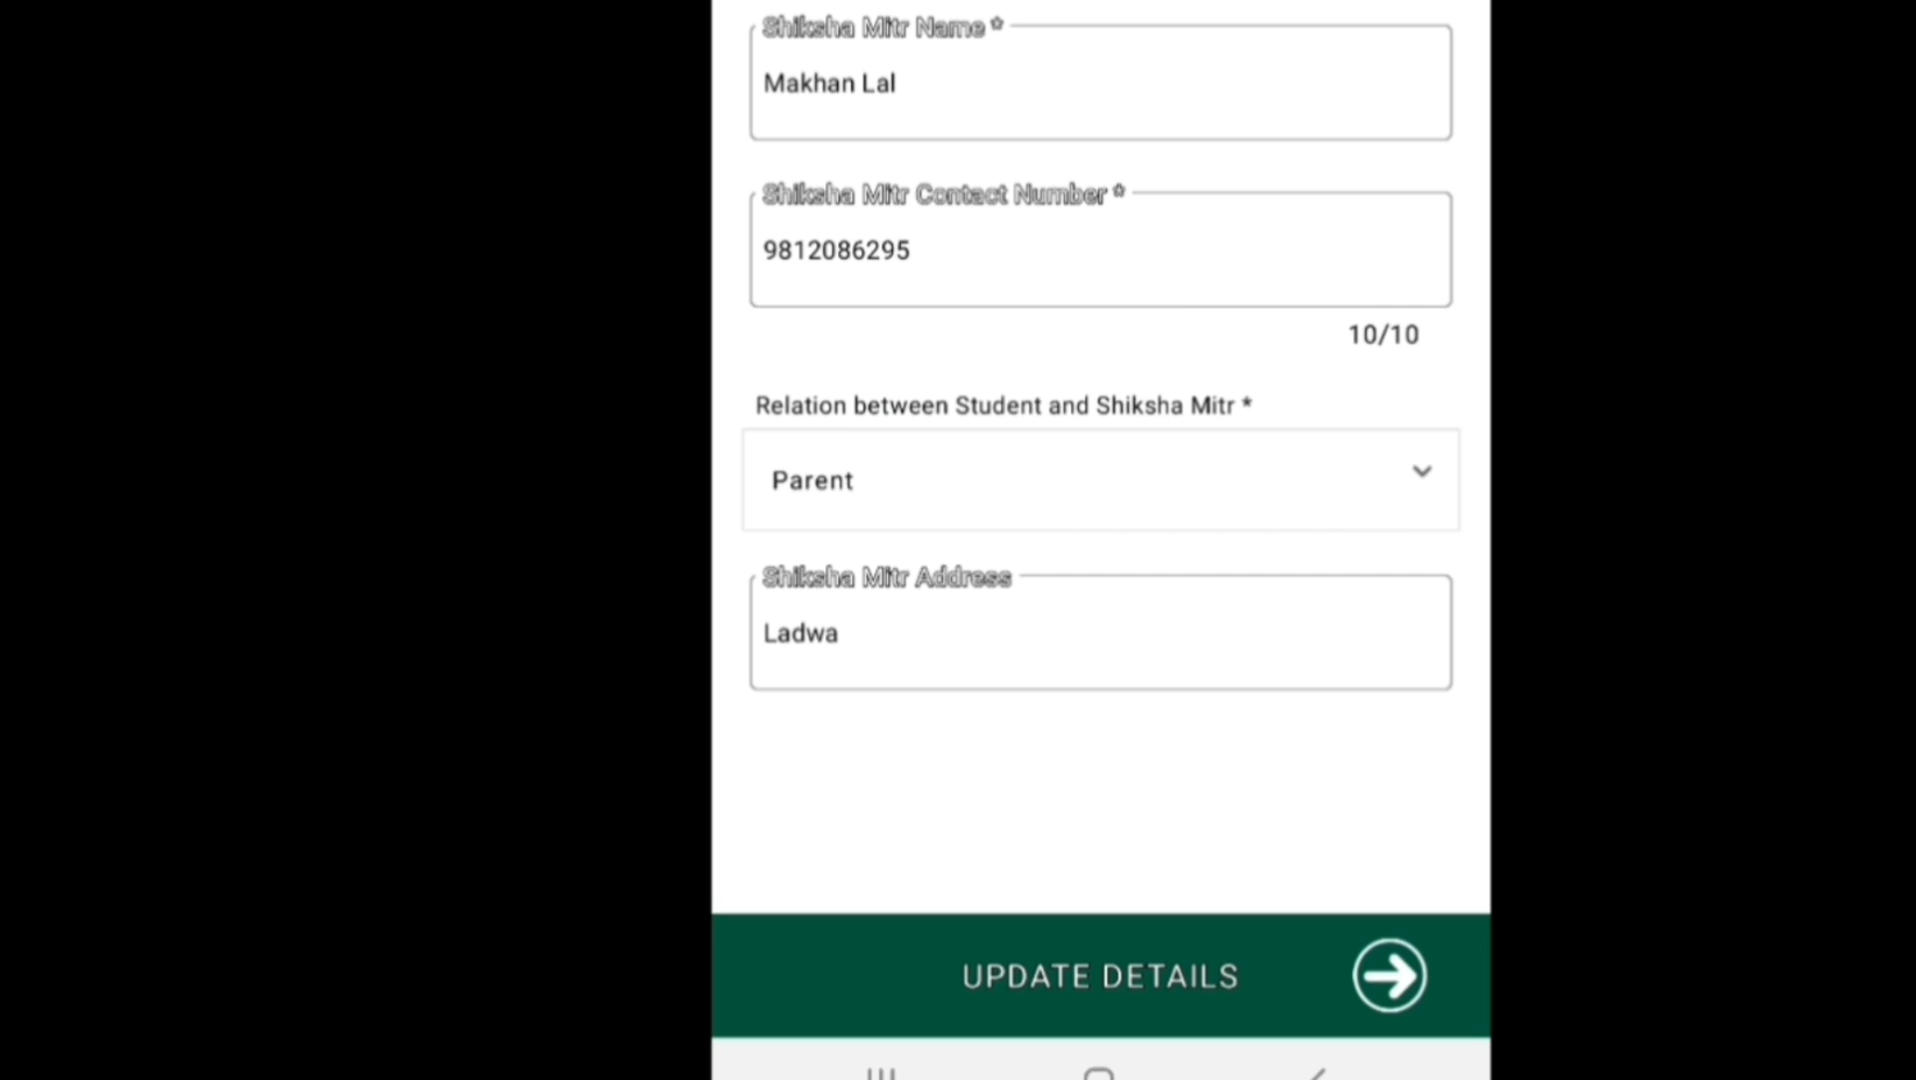 Shiksha Mitr Name *
Makhan Lal
Shiksha Mitr Contact Number *
9812086295
10/10
Relation between Student and Shiksha Mitr *
Parent
Shiksha Mitr Address
Ladwa
UPDATE DETAILS